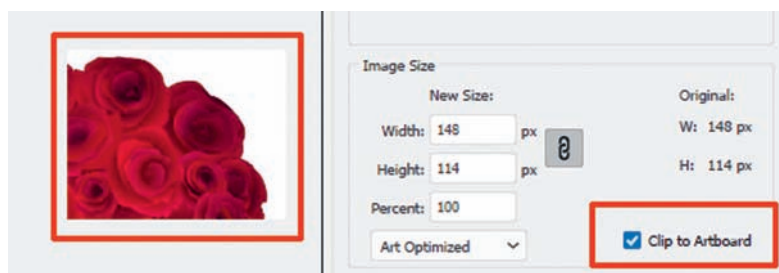 Image Size
New Size:
Original:
Width: 148 px
W: 148 px
Height: 114 px
H: 114 px
Percent: 100
Art Optimized
Clip to Artboard